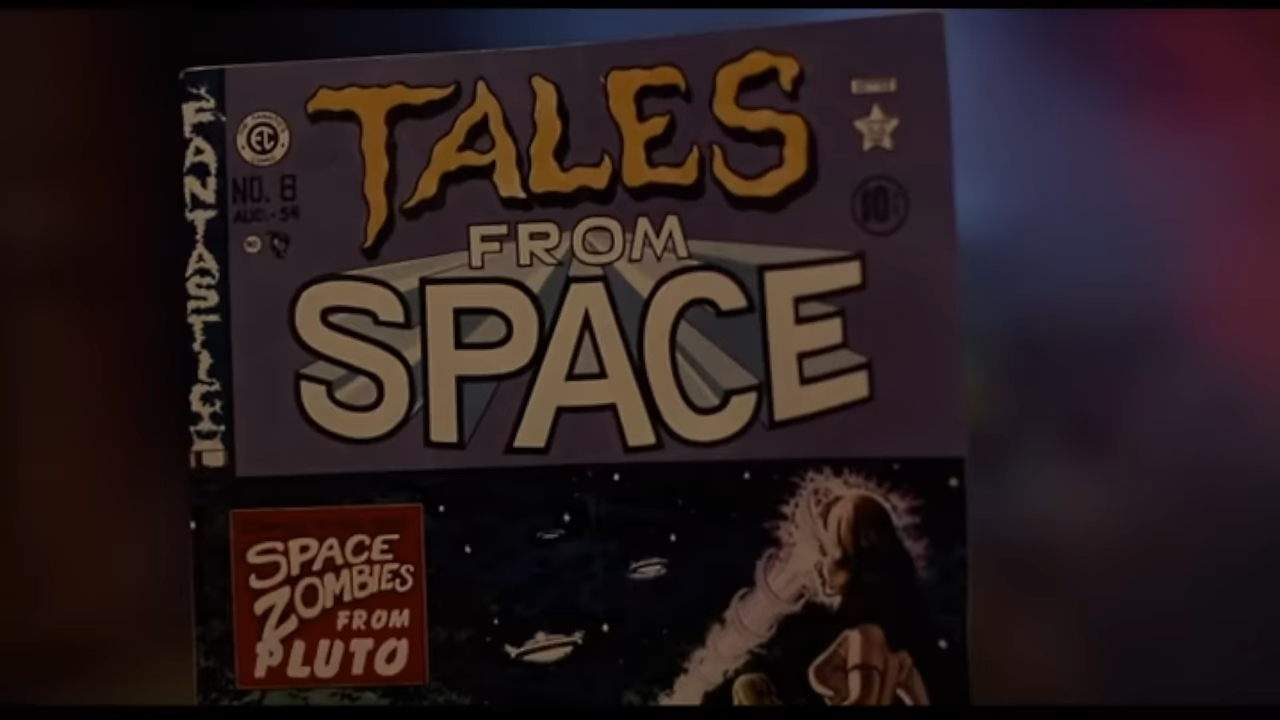 FANTASTIC!
EC
NO. 8
AUG.-54
TALES
FROM
SPACE
10¢
SPACE
ZOMBIES
FROM
PLUTO